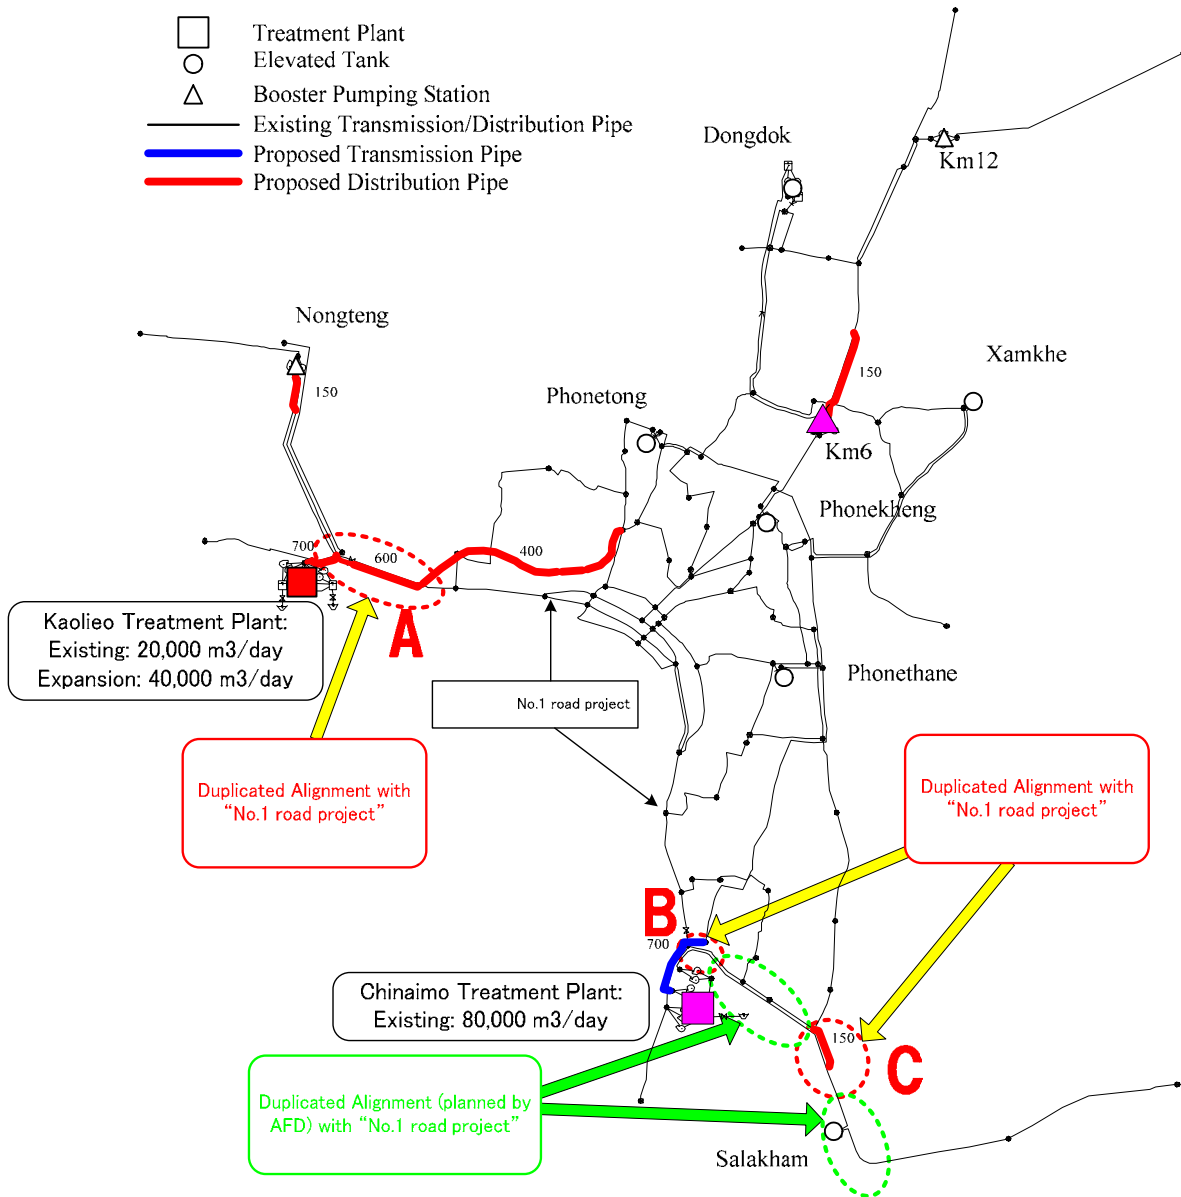 Treatment Plant
Elevated Tank
Booster Pumping Station
Existing Transmission/Distribution Pipe
Proposed Transmission Pipe
Proposed Distribution Pipe
Dongdok
Km12
Nongteng
150
Xamkhe
150
Phonetong
Km6
Phonekheng
700
600
400
A
Kaolieo Treatment Plant:
Existing: 20,000 m3/day
Expansion: 40,000 m3/day
No.1 road project
Phonethane
Duplicated Alignment with
“No.1 road project”
Duplicated Alignment with
“No.1 road project”
B
700
Chinaimo Treatment Plant:
Existing: 80,000 m3/day
150
C
Duplicated Alignment (planned by
AFD) with “No.1 road project”
Salakham